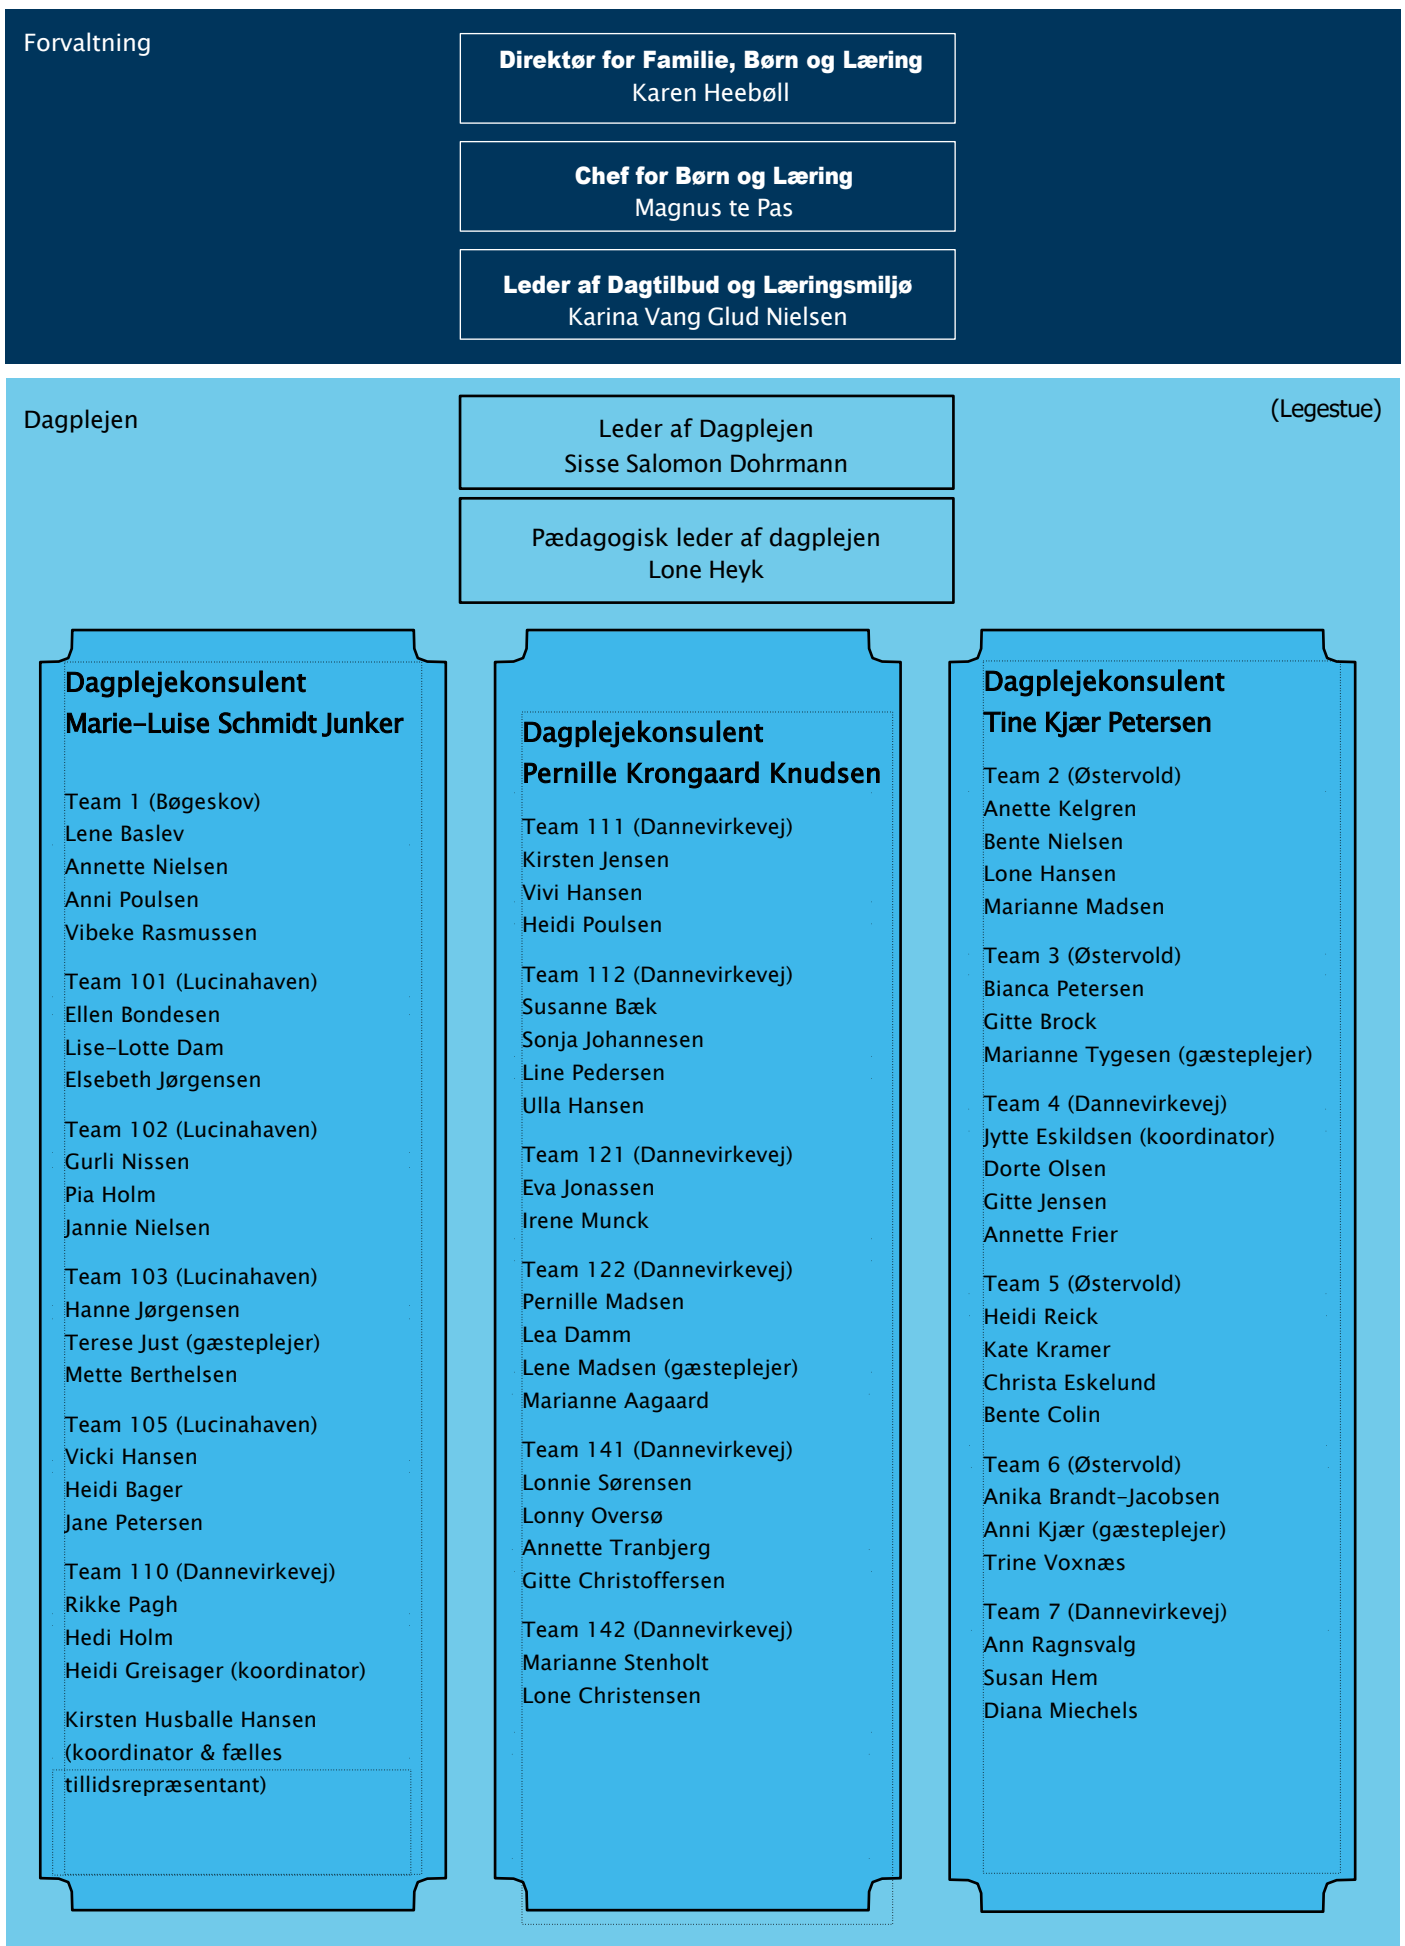 Forvaltning
Direktør for Familie, Børn og Læring
Karen Heebøll
Chef for Børn og Læring
Magnus te Pas
Leder af Dagtilbud og Læringsmiljø
Karina Vang Glud Nielsen
Dagplejen
(Legestue)
Leder af Dagplejen
Sisse Salomon Dohrmann
Pædagogisk leder af dagplejen
Lone Heyk
Dagplejekonsulent
Marie-Luise Schmidt Junker
Team 1 (Bøgeskov)
Lene Baslev
Annette Nielsen
Anni Poulsen
Vibeke Rasmussen
Team 101 (Lucinahaven)
Ellen Bondesen
Lise-Lotte Dam
Elsebeth Jørgensen
Team 102 (Lucinahaven)
Gurli Nissen
Pia Holm
Jannie Nielsen
Team 103 (Lucinahaven)
Hanne Jørgensen
Terese Just (gæsteplejer)
Mette Berthelsen
Team 105 (Lucinahaven)
Vicki Hansen
Heidi Bager
Jane Petersen
Team 110 (Dannevirkevej)
Rikke Pagh
Hedi Holm
Heidi Greisager (koordinator)
Kirsten Husballe Hansen
(koordinator & fælles
tillidsrepræsentant)
Dagplejekonsulent
Pernille Krongaard Knudsen
Team 111 (Dannevirkevej)
Kirsten Jensen
Vivi Hansen
Heidi Poulsen
Team 112 (Dannevirkevej)
Susanne Bæk
Sonja Johannesen
Line Pedersen
Ulla Hansen
Team 121 (Dannevirkevej)
Eva Jonassen
Irene Munck
Team 122 (Dannevirkevej)
Pernille Madsen
Lea Damm
Lene Madsen (gæsteplejer)
Marianne Aagaard
Team 141 (Dannevirkevej)
Lonnie Sørensen
Lonny Oversø
Annette Tranbjerg
Gitte Christoffersen
Team 142 (Dannevirkevej)
Marianne Stenholt
Lone Christensen
Dagplejekonsulent
Tine Kjær Petersen
Team 2 (Østervold)
Anette Kelgren
Bente Nielsen
Lone Hansen
Marianne Madsen
Team 3 (Østervold)
Bianca Petersen
Gitte Brock
Marianne Tygesen (gæsteplejer)
Team 4 (Dannevirkevej)
Jytte Eskildsen (koordinator)
Dorte Olsen
Gitte Jensen
Annette Frier
Team 5 (Østervold)
Heidi Reick
Kate Kramer
Christa Eskelund
Bente Colin
Team 6 (Østervold)
Anika Brandt-Jacobsen
Anni Kjær (gæsteplejer)
Trine Voxnæs
Team 7 (Dannevirkevej)
Ann Ragnsvalg
Susan Hem
Diana Miechels